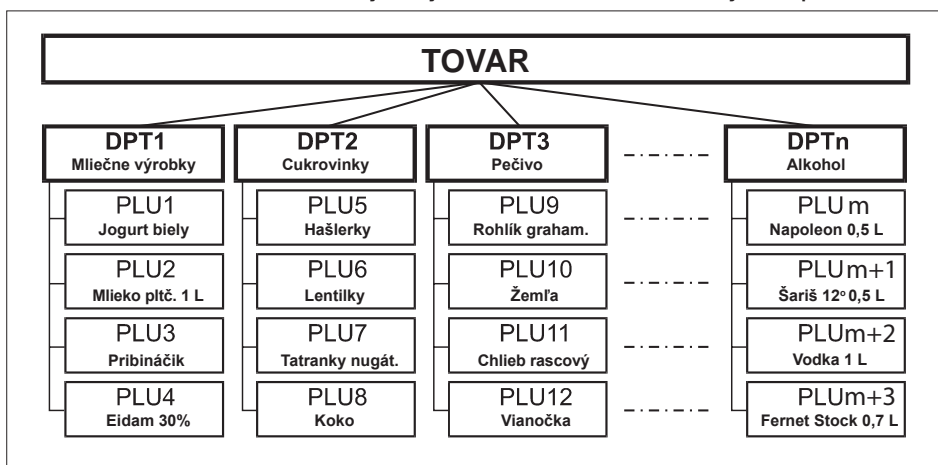 TOVAR
DPT1
Mliečne výrobky
PLU1
Jogurt biely
PLU2
Mlieko pltč. 1 L
PLU3
Pribináčik
PLU4
Eidam 30%
DPT2
Cukrovinky
PLU5
Hašlerky
PLU6
Lentilky
PLU7
Tatranky nugát.
PLU8
Koko
DPT3
Pečivo
PLU9
Rohlík graham.
PLU10
Žemľa
PLU11
Chlieb rascový
PLU12
Vianočka
DPTn
Alkohol
PLU m
Napoleon 0,5 L
PLUm+1
Šariš 12° 0,5 L
PLUm+2
Vodka 1 L
PLUm+3
Fernet Stock 0,7 L